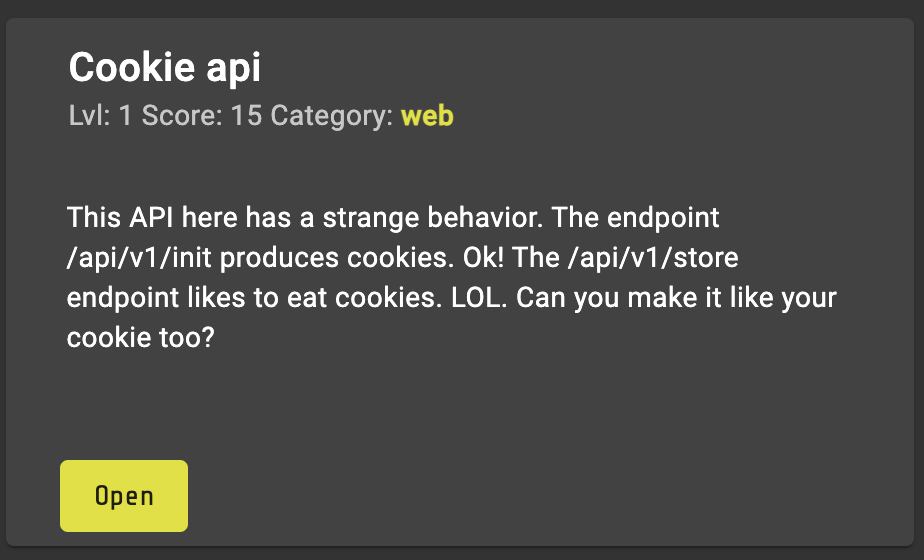 Cookie api
Lvl: 1 Score: 15 Category: web
This API here has a strange behavior. The endpoint
/api/v1/init produces cookies. Ok! The /api/v1/store
endpoint likes to eat cookies. LOL. Can you make it like your
cookie too?
Open